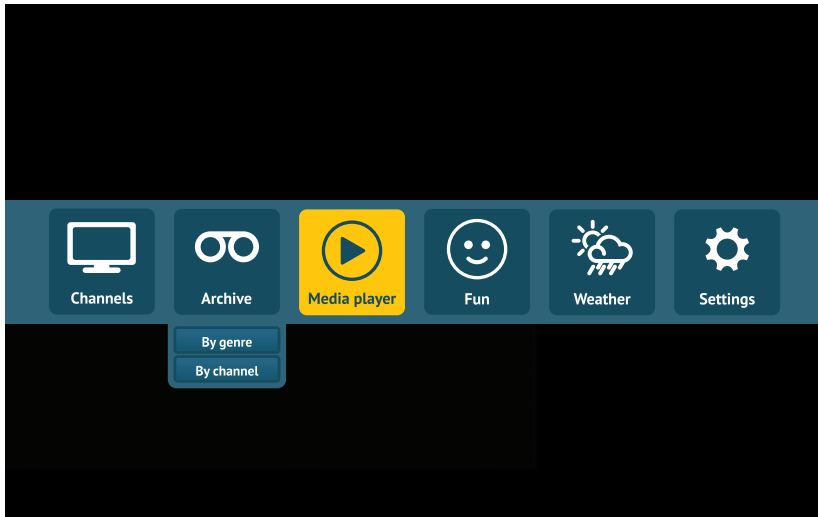 Channels
Archive
Media player
Fun
Weather
Settings
By genre
By channel